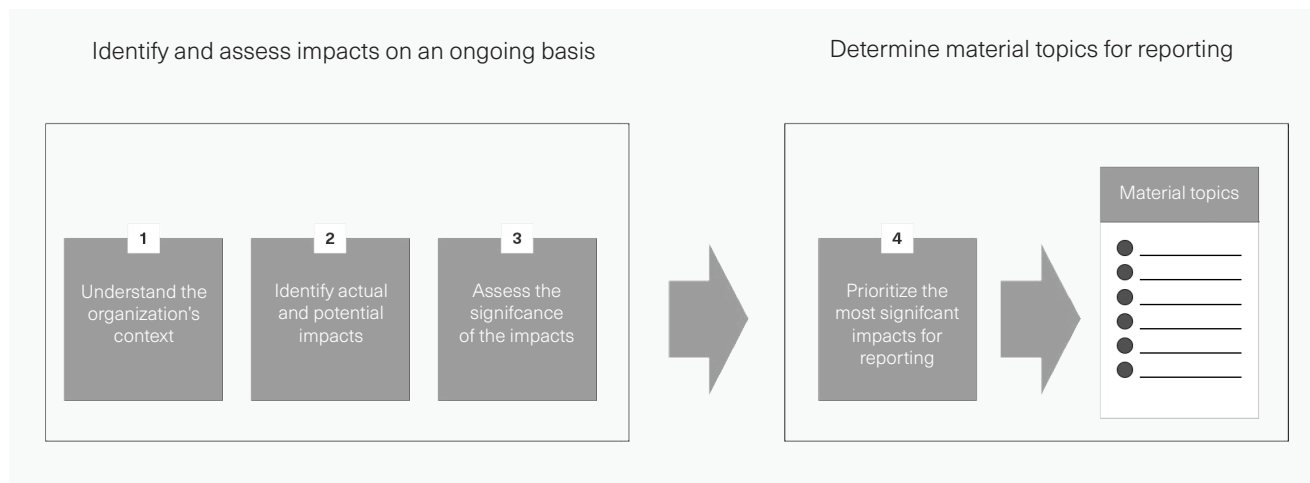 Identify and assess impacts on an ongoing basis
Determine material topics for reporting
1
Understand the
organization's
context
2
Identify actual
and potential
impacts
3
Assess the
signifcance
of the impacts
4
Prioritize the
most signifcant
impacts for
reporting
Material topics